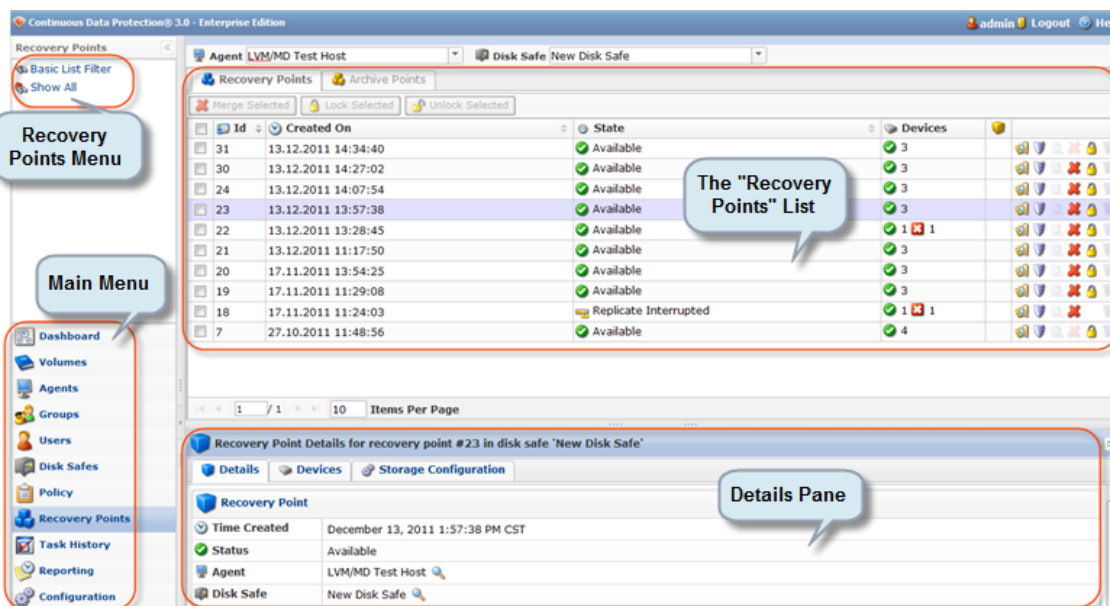 Continuous Data Protection® 3.0 - Enterprise Edition
admin Logout
Recovery Points
Basic List Filter
Show All
Recovery Points Menu
Agent LVM/MD Test Host Disk Safe New Disk Safe
Recovery Points Archive Points
Merge Selected Lock Selected Unlock Selected
Id Created On State Devices
31 13.12.2011 14:34:40 Available 3
30 13.12.2011 14:27:02 Available 3
24 13.12.2011 14:07:54 Available 3
23 13.12.2011 13:57:38 Available 3
22 13.12.2011 13:28:45 Available 1 1
21 13.12.2011 11:17:50 Available 3
20 17.11.2011 13:54:25 Available 3
19 17.11.2011 11:29:08 Available 3
18 17.11.2011 11:24:03 Replicate Interrupted 1 1
7 27.10.2011 11:48:56 Available 4
The "Recovery Points" List
1 / 1 10 Items Per Page
Main Menu
Dashboard
Volumes
Agents
Groups
Users
Disk Safes
Policy
Recovery Points
Task History
Reporting
Configuration
Recovery Point Details for recovery point #23 in disk safe 'New Disk Safe'
Details Devices Storage Configuration
Recovery Point
Time Created December 13, 2011 1:57:38 PM CST
Status Available
Agent LVM/MD Test Host
Disk Safe New Disk Safe
Details Pane